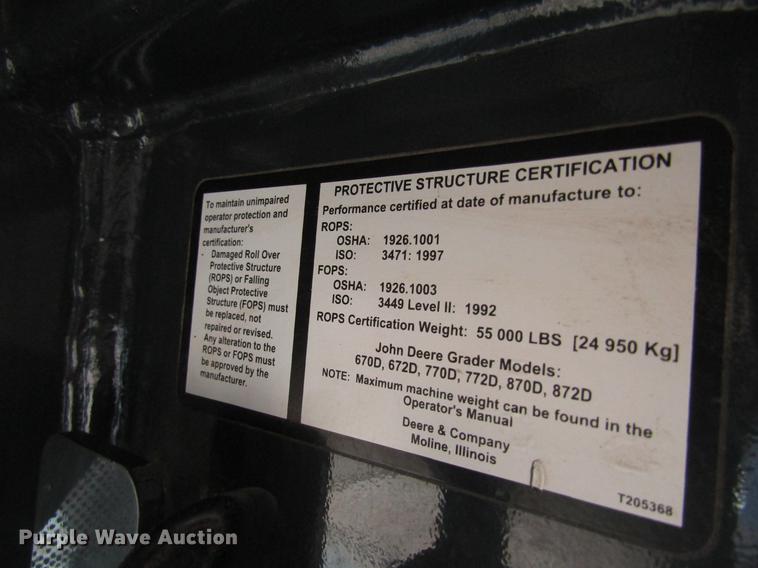 To maintain unimpaired
operator protection and
manufacturer's
certification:
- Damaged Roll Over
Protective Structure
(ROPS) or Falling
Object Protective
Structure (FOPS) must
be replaced, not
repaired or revised.
- Any alteration to the
ROPS or FOPS must
be approved by the
manufacturer.
PROTECTIVE STRUCTURE CERTIFICATION
Performance certified at date of manufacture to:
ROPS:
OSHA: 1926.1001
ISO: 3471: 1997
FOPS:
OSHA: 1926.1003
ISO: 3449 Level II: 1992
ROPS Certification Weight: 55 000 LBS [24 950 Kg]
John Deere Grader Models:
670D, 672D, 770D, 772D, 870D, 872D
NOTE: Maximum machine weight can be found in the
Operator's Manual
Deere & Company
Moline, Illinois
T205368
Purple Wave Auction